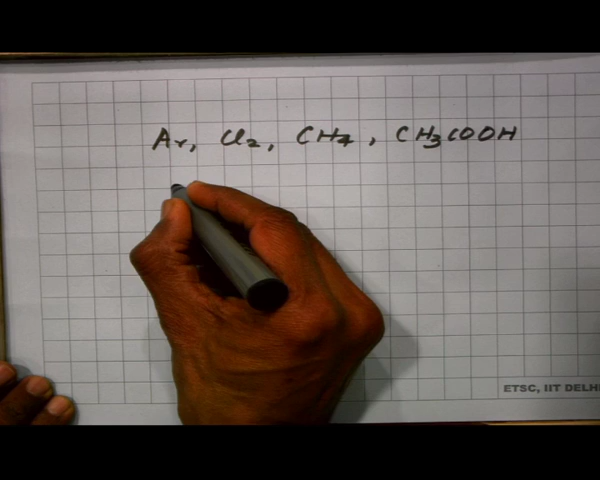 Ar, Cl2, CH4, CH3COOH
ETSC, IIT DELHI